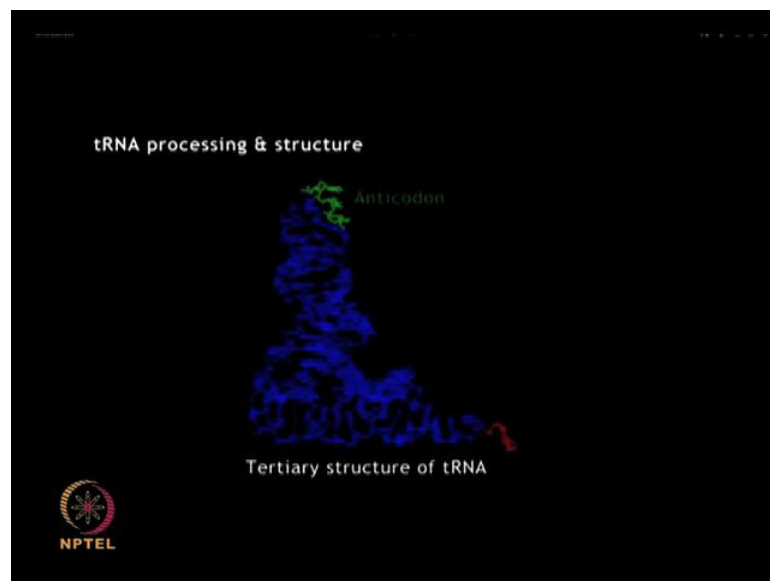 tRNA processing & structure
Anticodon
Tertiary structure of tRNA
NPTEL